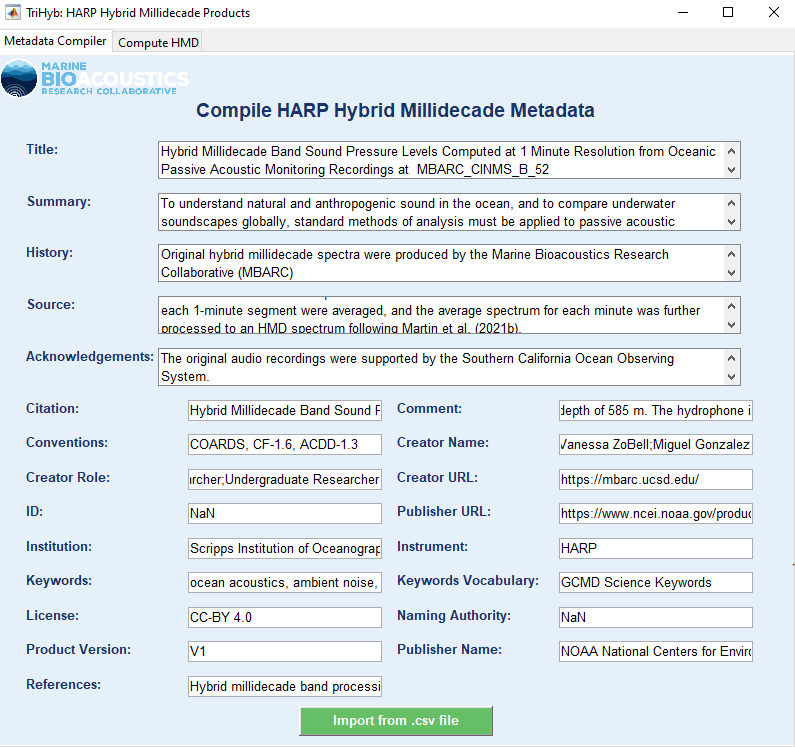 TriHyb: HARP Hybrid Millidecade Products
Metadata Compiler
Compute HMD
MARINE
BIOACOUSTICS
RESEARCH COLLABORATIVE
Compile HARP Hybrid Millidecade Metadata
Title:
Hybrid Millidecade Band Sound Pressure Levels Computed at 1 Minute Resolution from Oceanic
Passive Acoustic Monitoring Recordings at MBARC_CINMS_B_52
Summary:
To understand natural and anthropogenic sound in the ocean, and to compare underwater
soundscapes globally, standard methods of analysis must be applied to passive acoustic
History:
Original hybrid millidecade spectra were produced by the Marine Bioacoustics Research
Collaborative (MBARC)
Source:
each 1-minute segment were averaged, and the average spectrum for each minute was further
processed to an HMD spectrum following Martin et al. (2021b).
Acknowledgements:
The original audio recordings were supported by the Southern California Ocean Observing
System.
Citation:
Hybrid Millidecade Band Sound
Comment:
depth of 585 m. The hydrophone i
Conventions:
COARDS, CF-1.6, ACDD-1.3
Creator Name:
Vanessa ZoBell;Miguel Gonzalez
Creator Role:
rcher;Undergraduate Researcher
Creator URL:
https://mbarc.ucsd.edu/
ID:
NaN
Publisher URL:
https://www.ncei.noaa.gov/produc
Institution:
Scripps Institution of Oceanograp
Instrument:
HARP
Keywords:
ocean acoustics, ambient noise,
Keywords Vocabulary:
GCMD Science Keywords
License:
CC-BY 4.0
Naming Authority:
NaN
Product Version:
V1
Publisher Name:
NOAA National Centers for Enviro
References:
Hybrid millidecade band processi
Import from .csv file